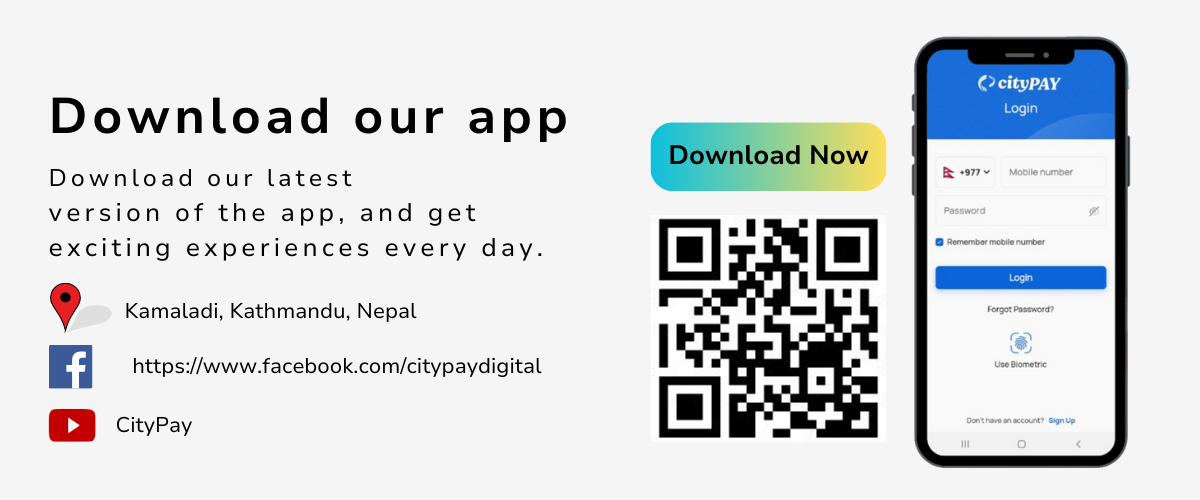 Download our app
Download our latest
version of the app, and get
exciting experiences every day.
Kamaladi, Kathmandu, Nepal
https://www.facebook.com/citypaydigital
CityPay
Download Now
cityPAY
Login
+977
Mobile number
Password
Remember mobile number
Login
Forgot Password?
Use Biometric
Don't have an account? Sign Up